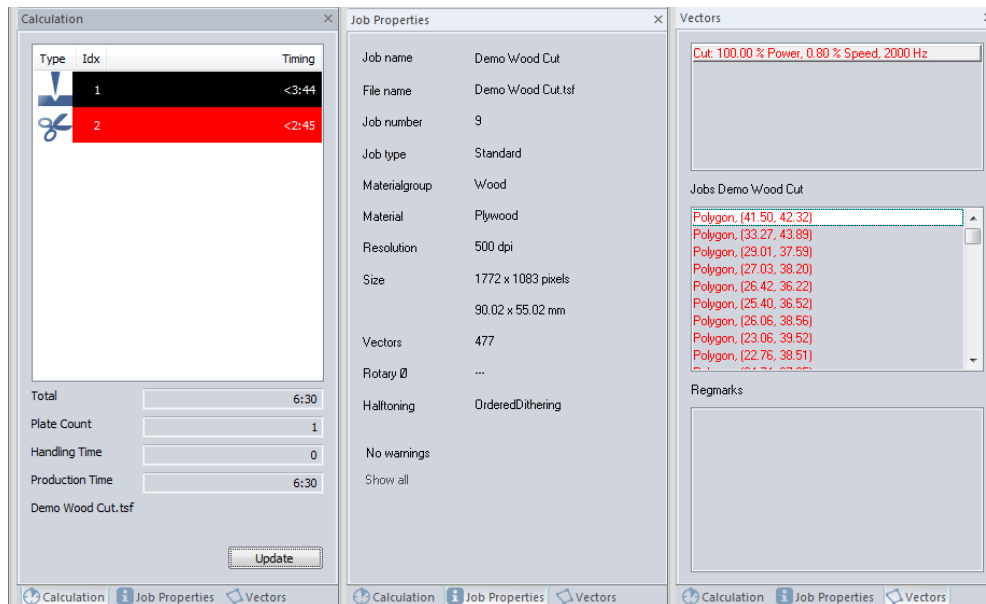 Calculation
Type Idx Timing
1 <3:44
2 <2:45
Total 6:30
Plate Count 1
Handling Time 0
Production Time 6:30
Demo Wood Cut.tsf
Update
Calculation Job Properties Vectors
Job Properties
Job name Demo Wood Cut
File name Demo Wood Cut.tsf
Job number 9
Job type Standard
Materialgroup Wood
Material Plywood
Resolution 500 dpi
Size 1772 x 1083 pixels
90.02 x 55.02 mm
Vectors 477
Rotary Ø ---
Halftoning OrderedDithering
No warnings
Show all
Calculation Job Properties Vectors
Vectors
Cut: 100.00 % Power, 0.80 % Speed, 2000 Hz
Jobs Demo Wood Cut
Polygon, (41.50, 42.32)
Polygon, (33.27, 43.89)
Polygon, (29.01, 37.59)
Polygon, (27.03, 38.20)
Polygon, (26.42, 36.22)
Polygon, (25.40, 36.52)
Polygon, (26.06, 38.56)
Polygon, (23.06, 39.52)
Polygon, (22.76, 38.51)
Regmarks
Calculation Job Properties Vectors